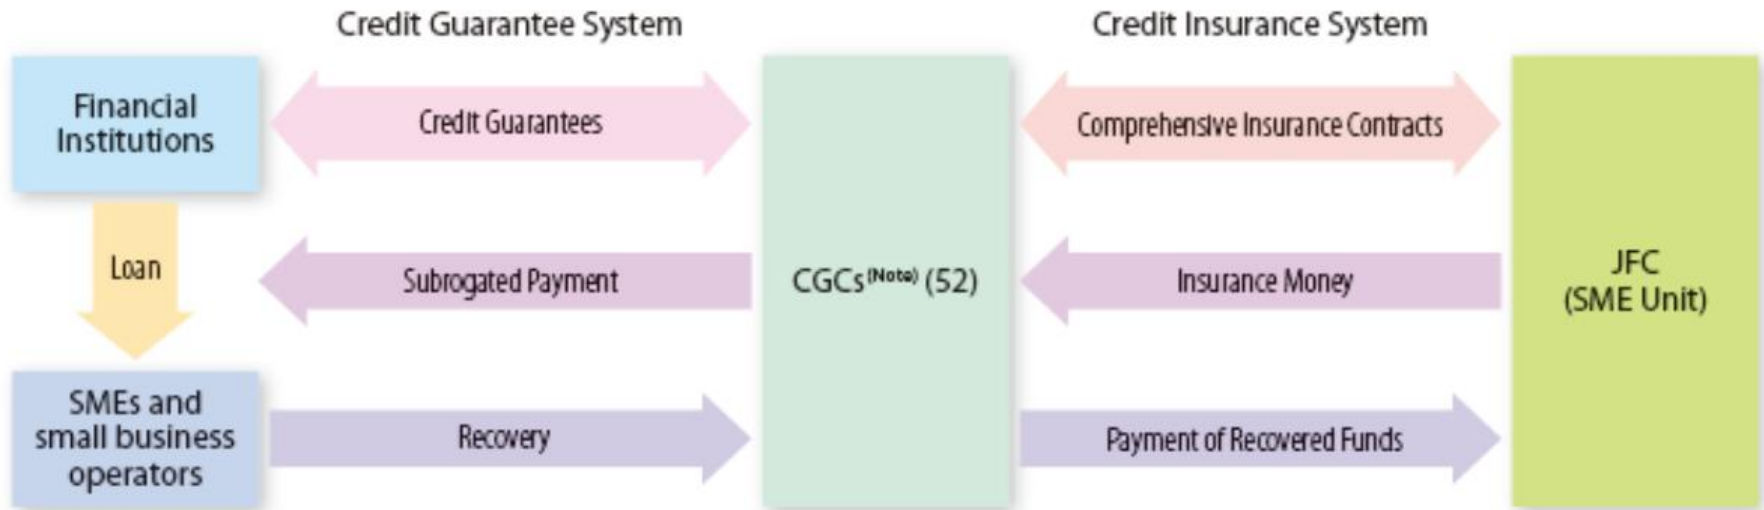 Credit Guarantee System
Credit Insurance System
Financial
Institutions
Credit Guarantees
Comprehensive Insurance Contracts
Loan
Subrogated Payment
CGCs(Note) (52)
Insurance Money
JFC
(SME Unit)
SMEs and
small business
operators
Recovery
Payment of Recovered Funds